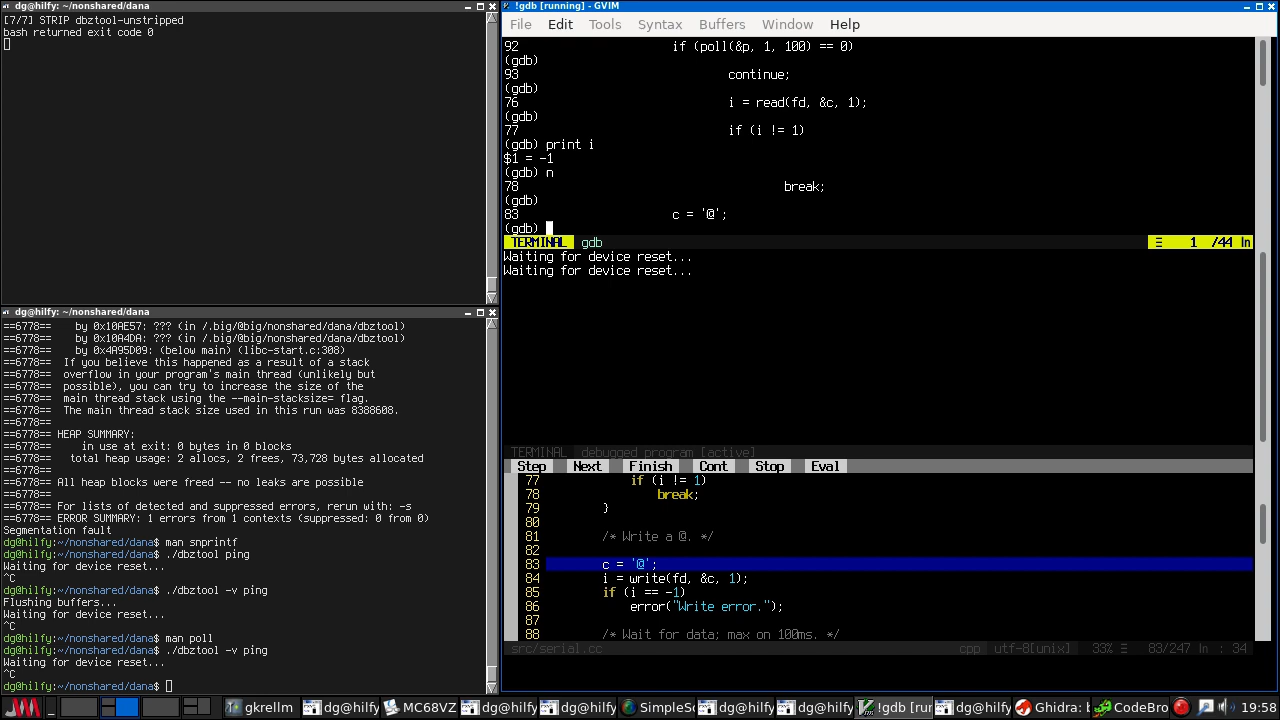 dg@hilfy: ~/nonshared/dana
[7/7] STRIP dbztool-unstripped
bash returned exit code 0
dg@hilfy: ~/nonshared/dana
==6778==    by 0x10AE57: ??? (in /.big/@big/nonshared/dana/dbztool)
==6778==    by 0x10A4DA: ??? (in /.big/@big/nonshared/dana/dbztool)
==6778==    by 0x4A95D09: (below main) (libc-start.c:308)
==6778==  If you believe this happened as a result of a stack
==6778==  overflow in your program's main thread (unlikely but
==6778==  possible), you can try to increase the size of the
==6778==  main thread stack using the --main-stacksize= flag.
==6778==  The main thread stack size used in this run was 8388608.
==6778==
==6778== HEAP SUMMARY:
==6778==     in use at exit: 0 bytes in 0 blocks
==6778==   total heap usage: 2 allocs, 2 frees, 73,728 bytes allocated
==6778==
==6778== All heap blocks were freed -- no leaks are possible
==6778==
==6778== For lists of detected and suppressed errors, rerun with: -s
==6778== ERROR SUMMARY: 1 errors from 1 contexts (suppressed: 0 from 0)
Segmentation fault
dg@hilfy:~/nonshared/dana$ man snprintf
dg@hilfy:~/nonshared/dana$ ./dbztool ping
Waiting for device reset...
^C
dg@hilfy:~/nonshared/dana$ ./dbztool -v ping
Flushing buffers...
Waiting for device reset...
^C
dg@hilfy:~/nonshared/dana$ man poll
dg@hilfy:~/nonshared/dana$ ./dbztool -v ping
Waiting for device reset...
^C
dg@hilfy:~/nonshared/dana$
!gdb [running] - GVIM
File Edit Tools Syntax Buffers Window Help
92                      if (poll(&p, 1, 100) == 0)
(gdb)
93                              continue;
(gdb)
76                              i = read(fd, &c, 1);
(gdb)
77                              if (i != 1)
(gdb) print i
$1 = -1
(gdb) n
78                                      break;
(gdb)
83                      c = '@';
(gdb)
TERMINAL gdb ☰ 1 /44 ln
Waiting for device reset...
Waiting for device reset...
TERMINAL debugged program [active]
Step Next Finish Cont Stop Eval
77             if (i != 1)
78                 break;
79         }
80
81         /* Write a @. */
82
83         c = '@';
84         i = write(fd, &c, 1);
85         if (i == -1)
86             error("Write error.");
87
88         /* Wait for data; max on 100ms. */
src/serial.cc cpp utf-8[unix] 33% ☰ 83/247 ln : 34
gkrellm dg@hilfy MC68VZ dg@hilfy dg@hilfy SimpleSc dg@hilfy dg@hilfy !gdb [run dg@hilfy Ghidra: b CodeBro 19:58